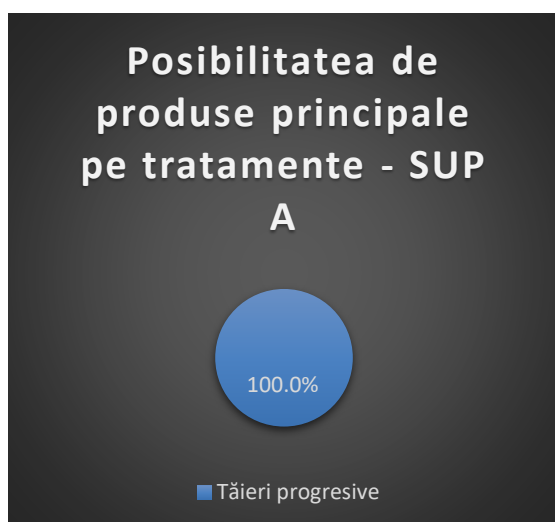 Posibilitatea de
produse principale
pe tratamente - SUP
A
100.0%
Tăieri progresive